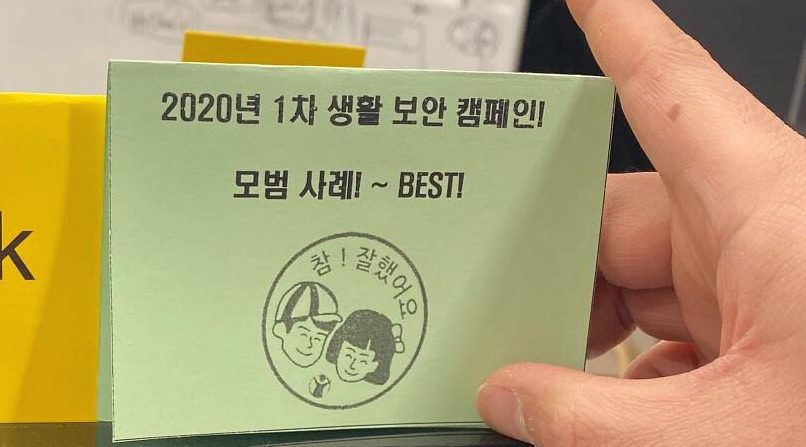 2020년 1차 생활 보안 캠페인!
모범 사례! ~ BEST!
참! 잘했어요
k